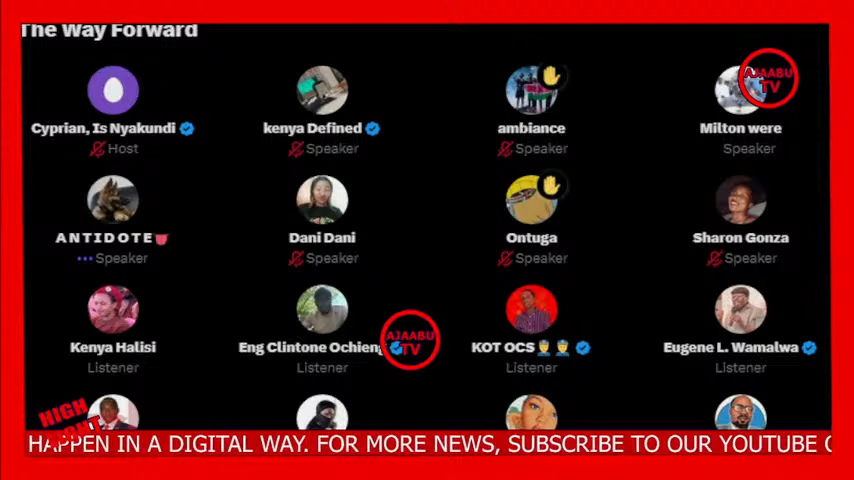 The Way Forward
AJAABU
TV
Cyprian, Is Nyakundi
kenya Defined
ambiance
Milton were
Host
Speaker
Speaker
Speaker
ANTIDOTE
Dani Dani
Ontuga
Sharon Gonza
Speaker
Speaker
Speaker
Speaker
Kenya Halisi
Eng Clintone Ochieng
KOT OCS
Eugene L. Wamalwa
AJAABU
TV
Listener
Listener
Listener
Listener
HIGH
HAPPEN IN A DIGITAL WAY. FOR MORE NEWS, SUBSCRIBE TO OUR YOUTUBE